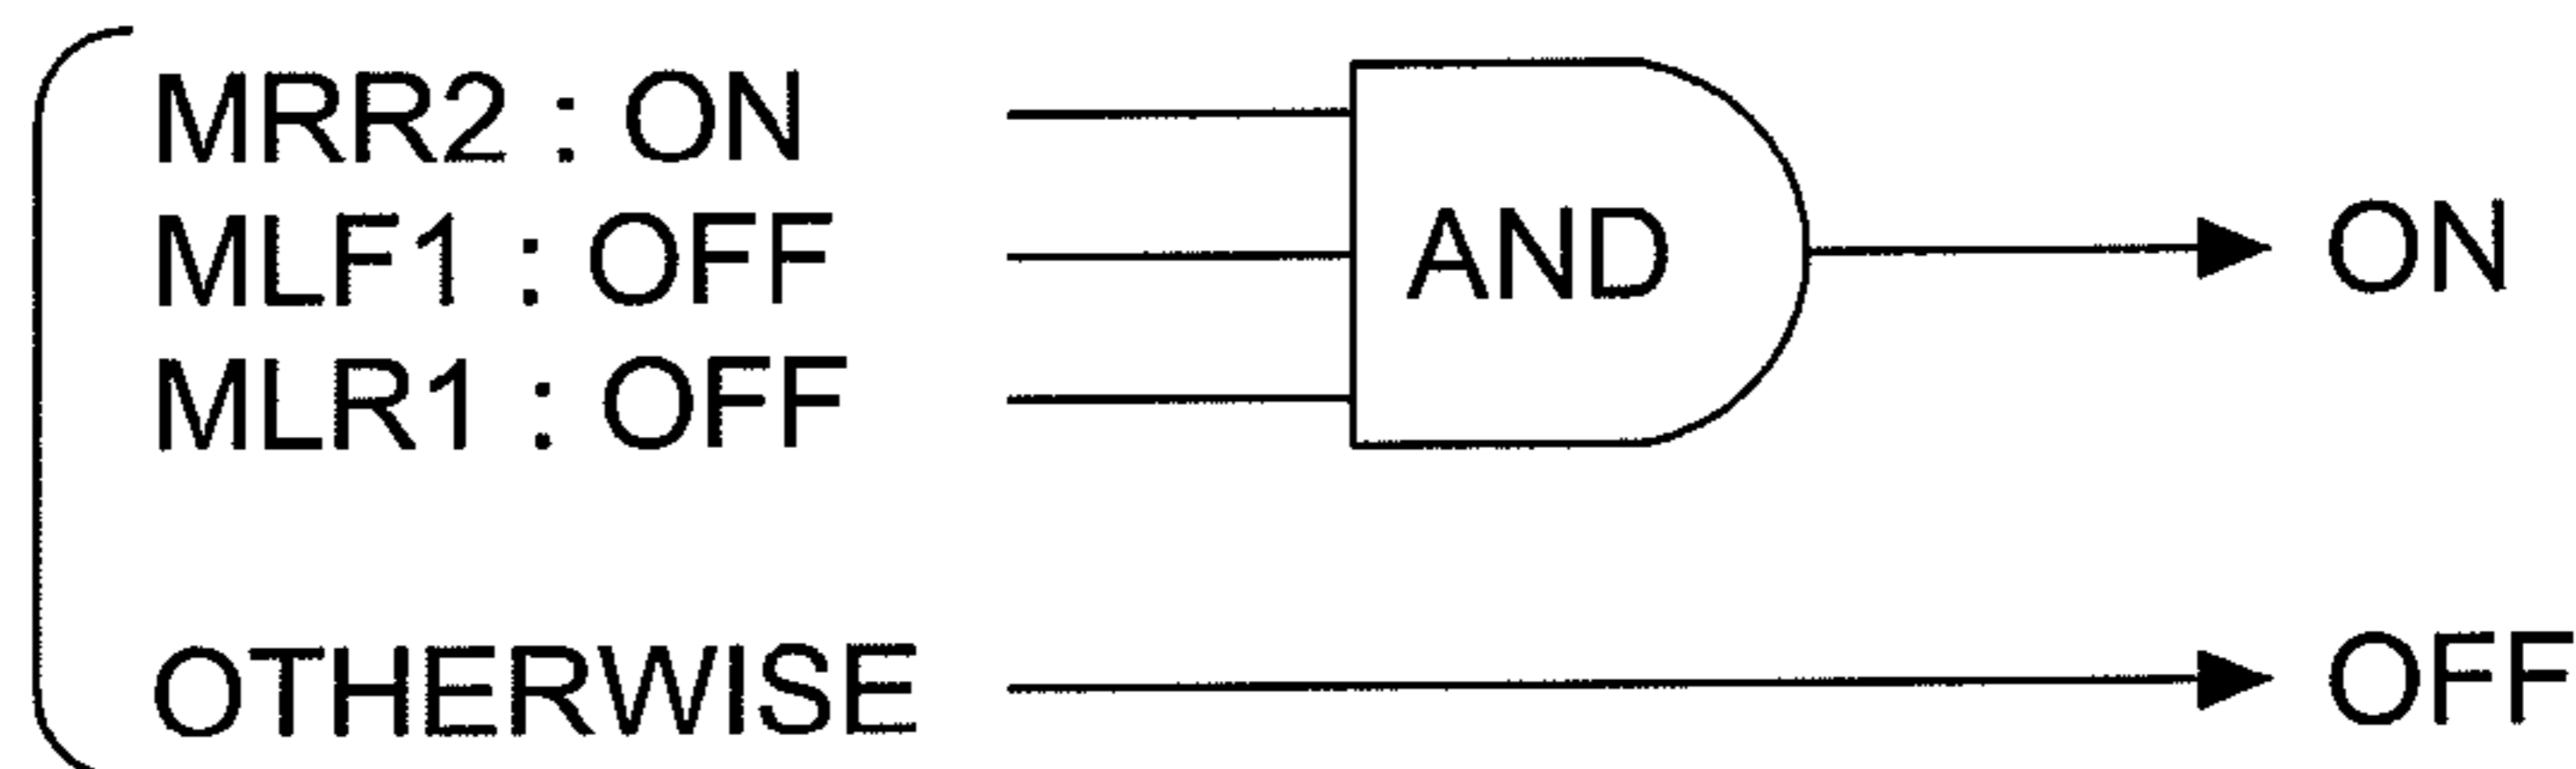 MRR2 : ON
MLF1 : OFF
MLR1 : OFF
AND
ON
OTHERWISE
OFF